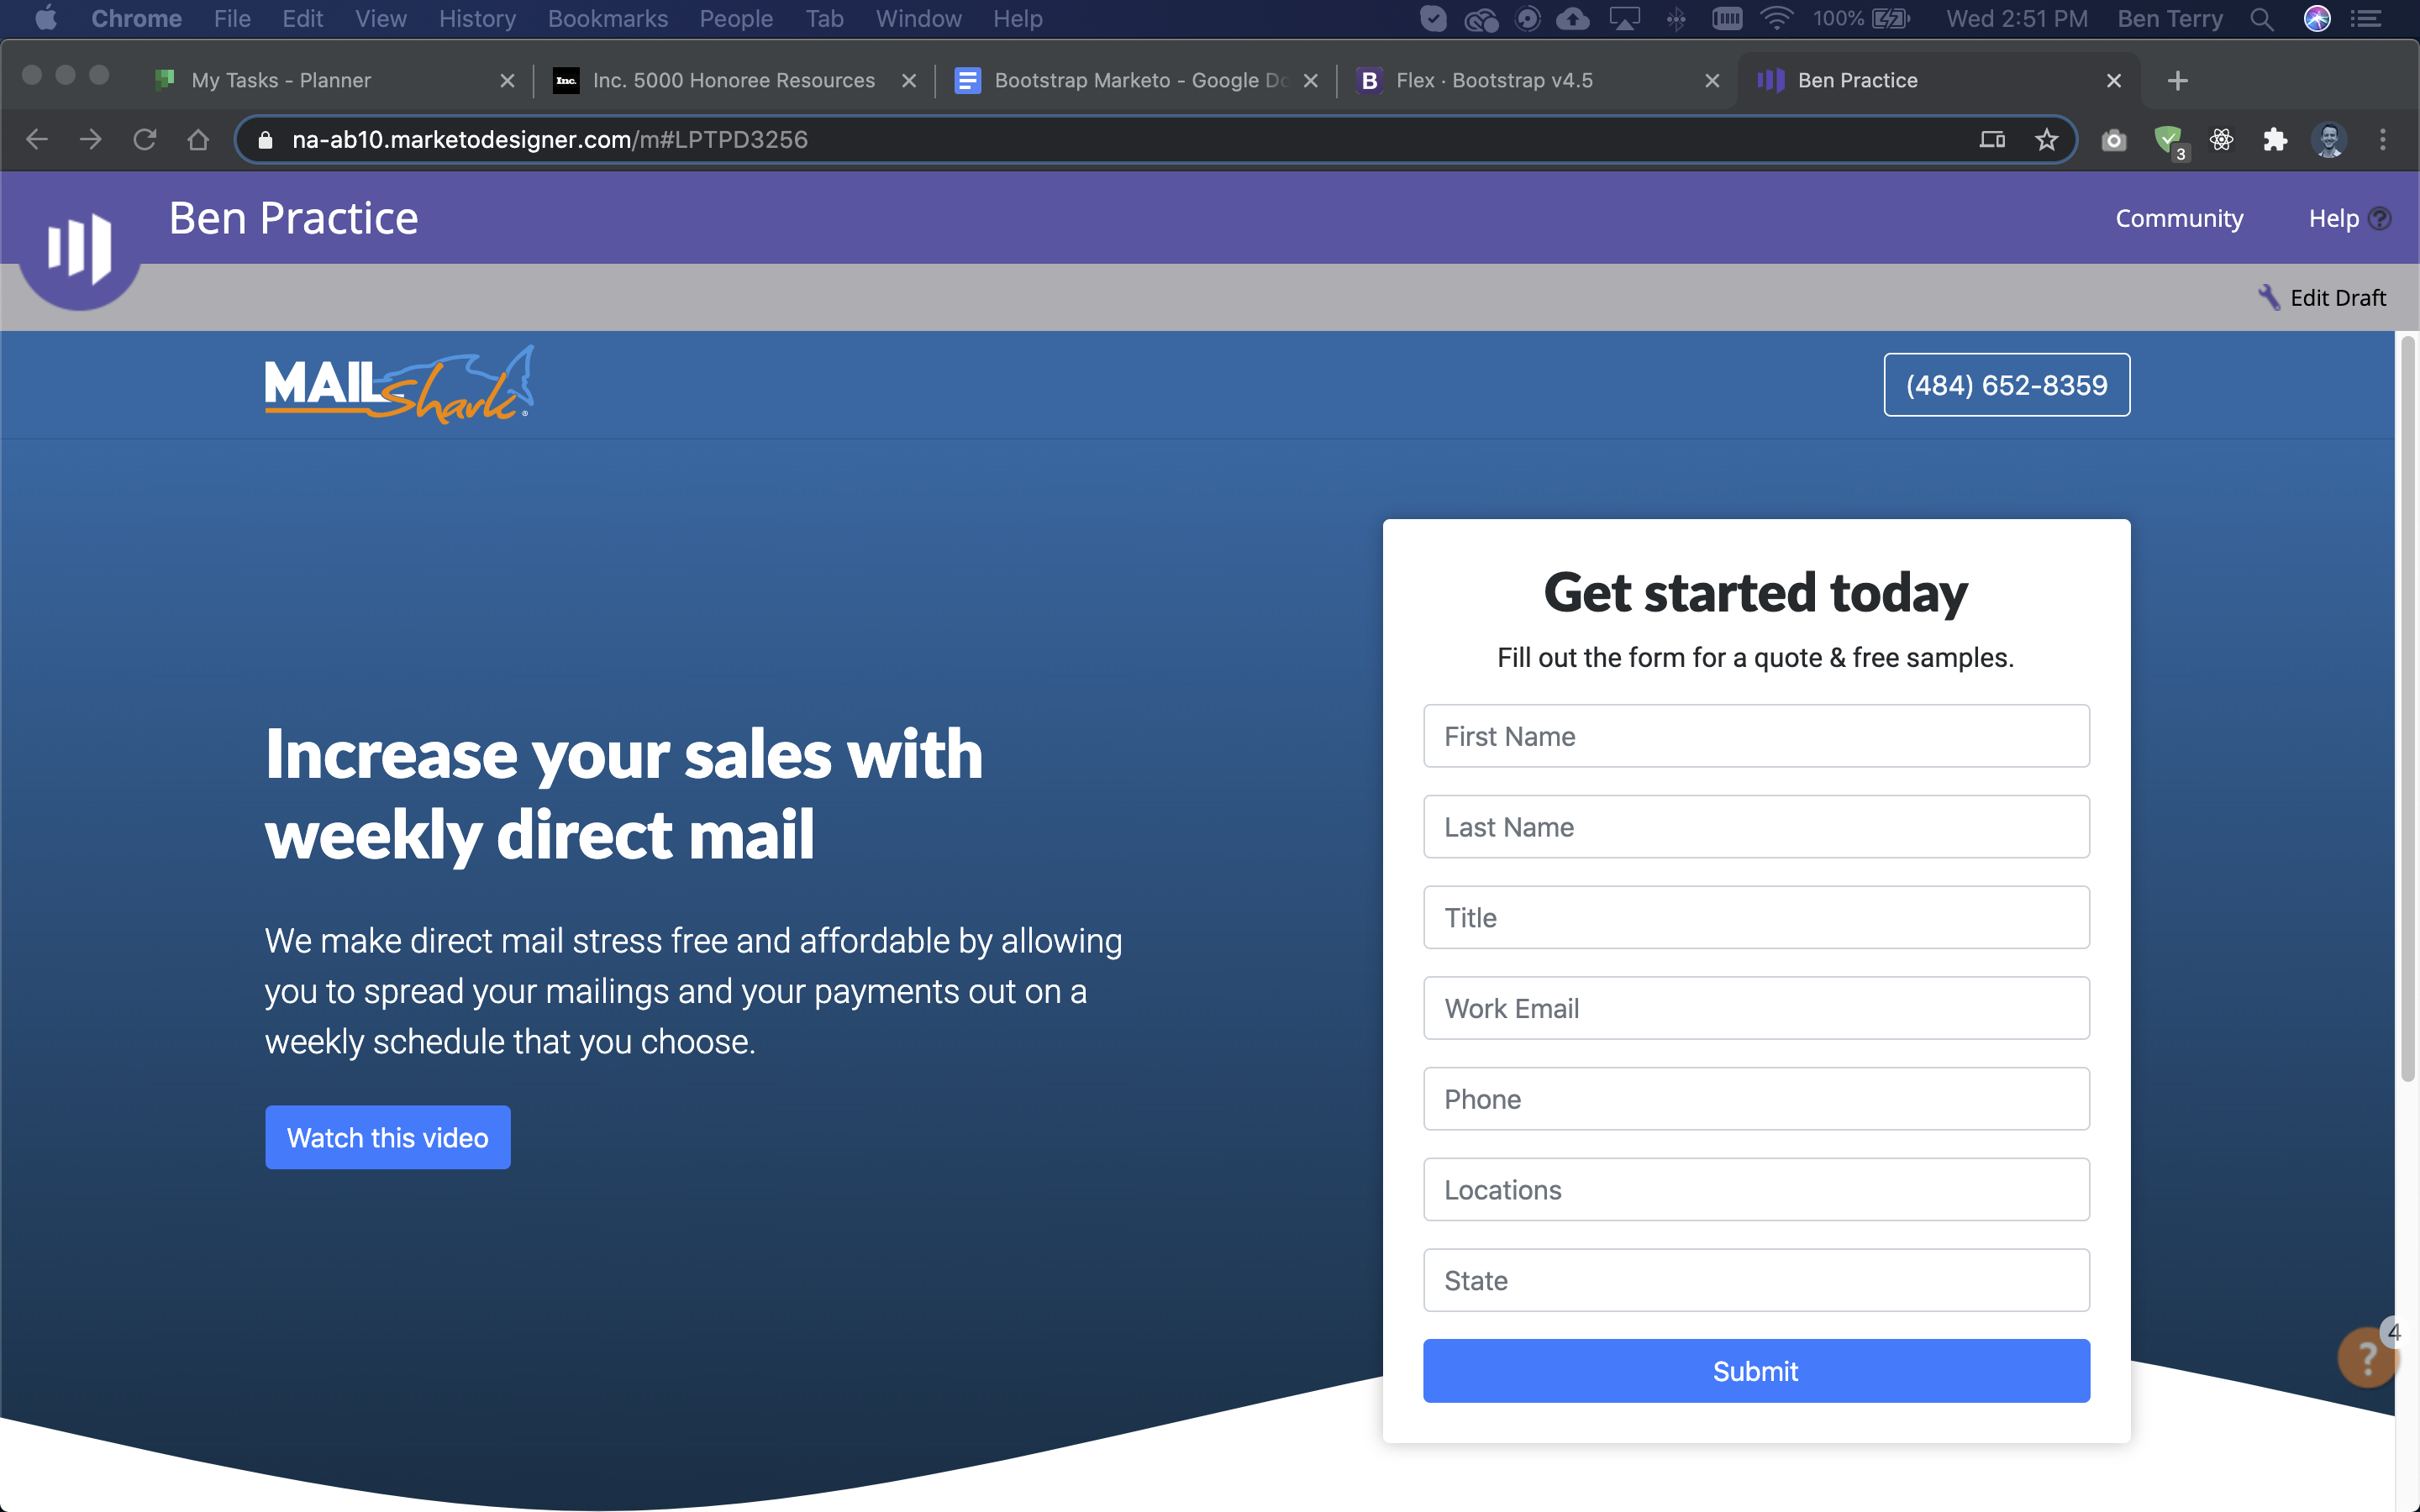 Chrome File Edit View History Bookmarks People Tab Window Help 100% Wed 2:51 PM Ben Terry
My Tasks - Planner Inc. Inc. 5000 Honoree Resources Bootstrap Marketo - Google Do B Flex · Bootstrap v4.5 Ben Practice
na-ab10.marketodesigner.com/m#LPTPD3256 3
Ben Practice Community Help ?
Edit Draft
MAIL Shark® (484) 652-8359
Get started today
Fill out the form for a quote & free samples.
First Name
Last Name
Title
Work Email
Phone
Locations
State
Submit
Increase your sales with
weekly direct mail
We make direct mail stress free and affordable by allowing
you to spread your mailings and your payments out on a
weekly schedule that you choose.
Watch this video
4
?